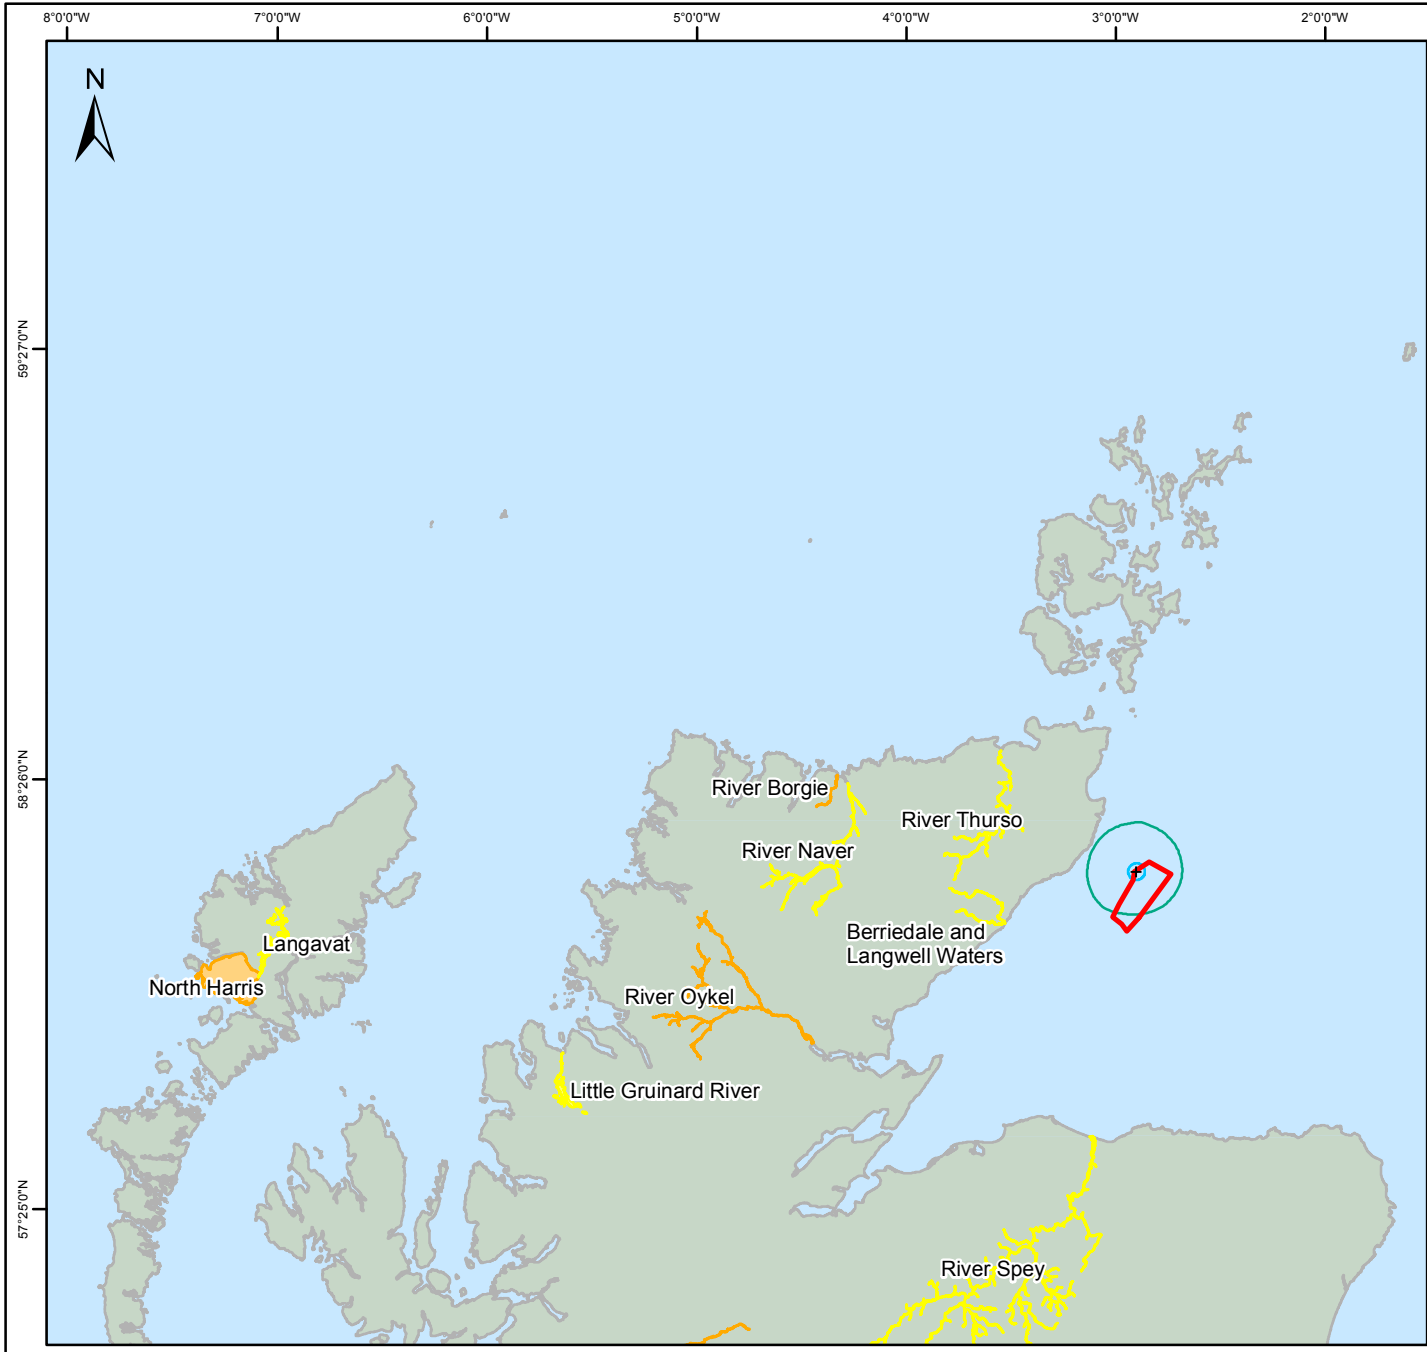 8°0'0"W 7°0'0"W 6°0'0"W 5°0'0"W 4°0'0"W 3°0'0"W 2°0'0"W
N
59°27'0"N
58°26'0"N
57°25'0"N
River Borgie
River Thurso
River Naver
Berriedale and
Langwell Waters
Langavat
North Harris
River Oykel
Little Gruinard River
River Spey